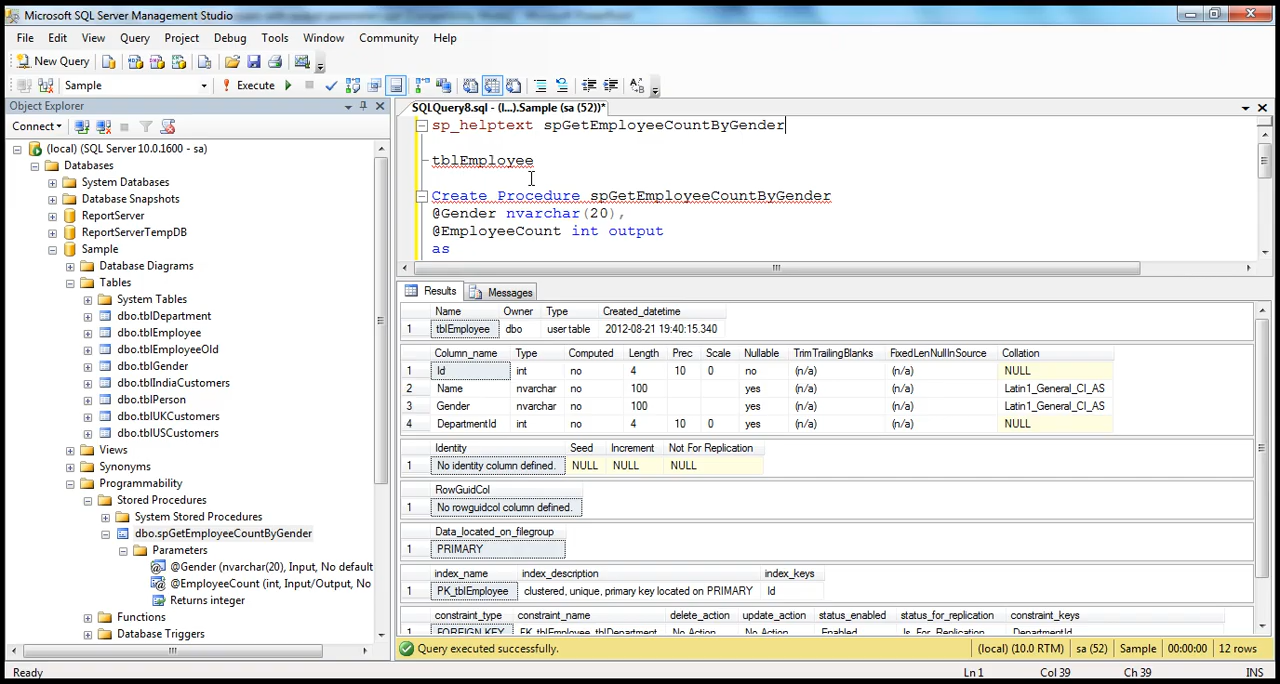 Microsoft SQL Server Management Studio
File Edit View Query Project Debug Tools Window Community Help
New Query
Sample Execute
Object Explorer
Connect
(local) (SQL Server 10.0.1600 - sa)
Databases
System Databases
Database Snapshots
ReportServer
ReportServerTempDB
Sample
Database Diagrams
Tables
System Tables
dbo.tblDepartment
dbo.tblEmployee
dbo.tblEmployeeOld
dbo.tblGender
dbo.tblIndiaCustomers
dbo.tblPerson
dbo.tblUKCustomers
dbo.tblUSCustomers
Views
Synonyms
Programmability
Stored Procedures
System Stored Procedures
dbo.spGetEmployeeCountByGender
Parameters
@Gender (nvarchar(20), Input, No default
@EmployeeCount (int, Input/Output, No
Returns integer
Functions
Database Triggers
SQLQuery8.sql - (l...).Sample (sa (52))*
sp_helptext spGetEmployeeCountByGender
tblEmployee
Create Procedure spGetEmployeeCountByGender
@Gender nvarchar(20),
@EmployeeCount int output
as
Results Messages
Name Owner Type Created_datetime
1 tblEmployee dbo user table 2012-08-21 19:40:15.340
Column_name Type Computed Length Prec Scale Nullable TrimTrailingBlanks FixedLenNullInSource Collation
1 Id int no 4 10 0 no (n/a) (n/a) NULL
2 Name nvarchar no 100 yes (n/a) (n/a) Latin1_General_CI_AS
3 Gender nvarchar no 100 yes (n/a) (n/a) Latin1_General_CI_AS
4 DepartmentId int no 4 10 0 yes (n/a) (n/a) NULL
Identity Seed Increment Not For Replication
1 No identity column defined. NULL NULL NULL
RowGuidCol
1 No rowguidcol column defined.
Data_located_on_filegroup
1 PRIMARY
index_name index_description index_keys
1 PK_tblEmployee clustered, unique, primary key located on PRIMARY Id
constraint_type constraint_name delete_action update_action status_enabled status_for_replication constraint_keys
1 FOREIGN KEY FK_tblEmployee_tblDepartment No Action No Action Enabled Is_For_Replication DepartmentId
Query executed successfully. (local) (10.0 RTM) sa (52) Sample 00:00:00 12 rows
Ready Ln 1 Col 39 Ch 39 INS